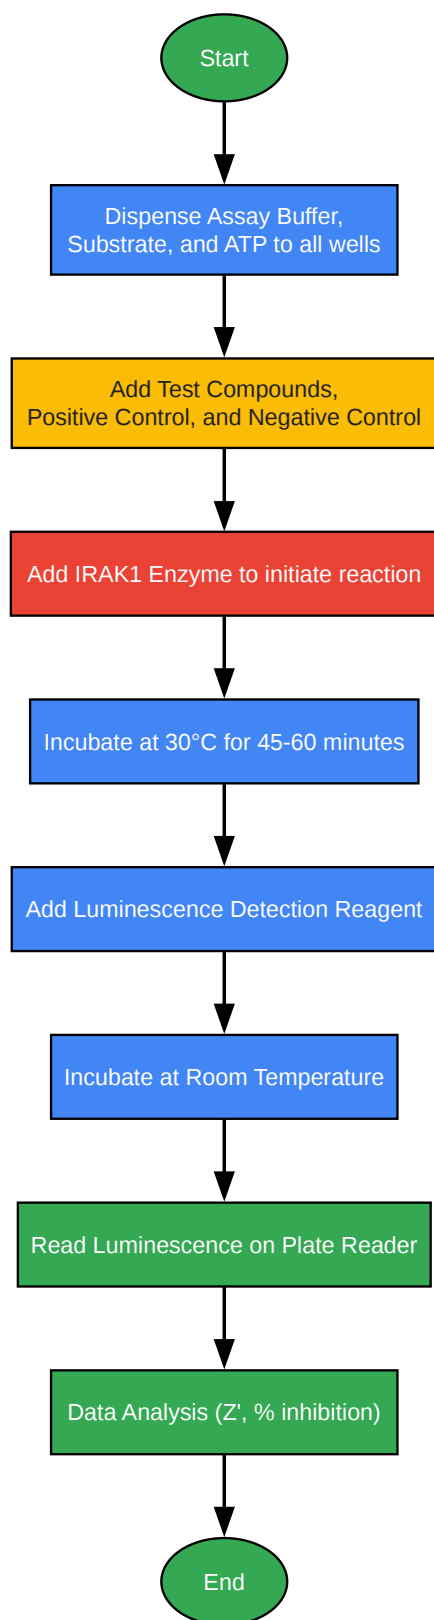 Start
Dispense Assay Buffer,
Substrate, and ATP to all wells
Add Test Compounds,
Positive Control, and Negative Control
Add IRAK1 Enzyme to initiate reaction
Incubate at 30°C for 45-60 minutes
Add Luminescence Detection Reagent
Incubate at Room Temperature
Read Luminescence on Plate Reader
Data Analysis (Z', % inhibition)
End